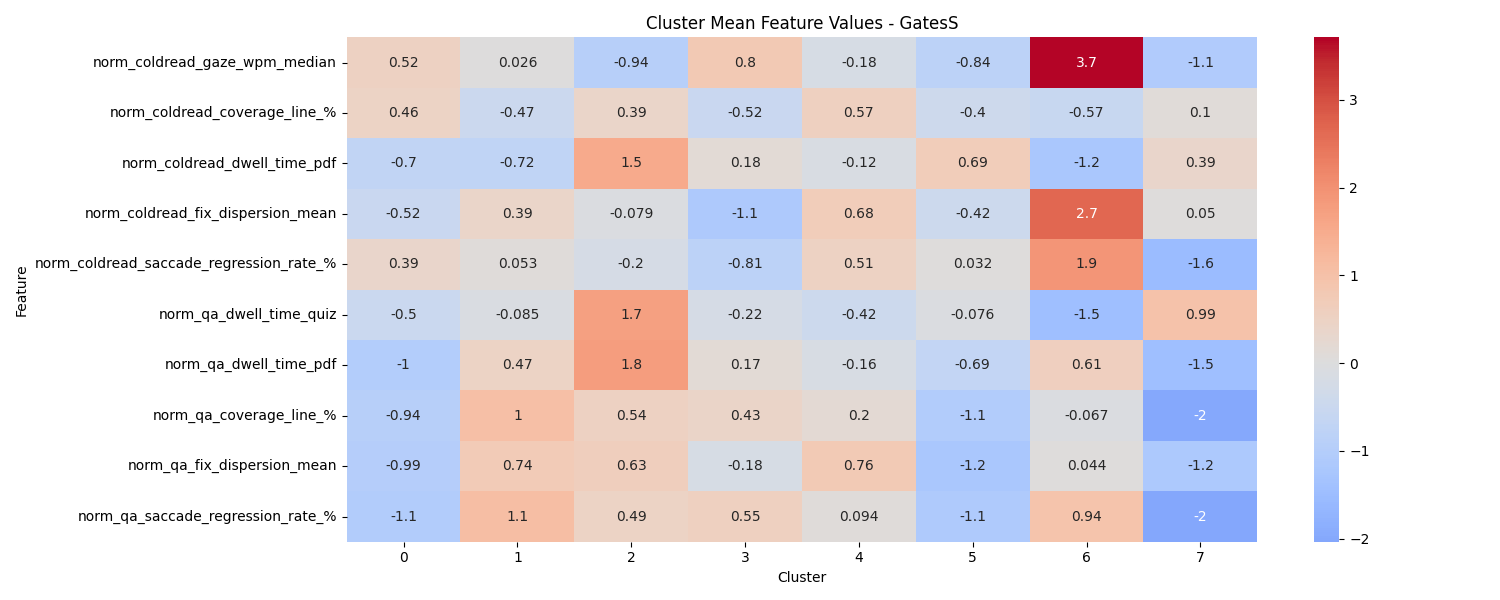 Cluster Mean Feature Values - GatesS
Feature
norm_coldread_gaze_wpm_median 0.52 0.026 -0.94 0.8 -0.18 -0.84 3.7 -1.1
norm_coldread_coverage_line_% 0.46 -0.47 0.39 -0.52 0.57 -0.4 -0.57 0.1
norm_coldread_dwell_time_pdf -0.7 -0.72 1.5 0.18 -0.12 0.69 -1.2 0.39
norm_coldread_fix_dispersion_mean -0.52 0.39 -0.079 -1.1 0.68 -0.42 2.7 0.05
norm_coldread_saccade_regression_rate_% 0.39 0.053 -0.2 -0.81 0.51 0.032 1.9 -1.6
norm_qa_dwell_time_quiz -0.5 -0.085 1.7 -0.22 -0.42 -0.076 -1.5 0.99
norm_qa_dwell_time_pdf -1 0.47 1.8 0.17 -0.16 -0.69 0.61 -1.5
norm_qa_coverage_line_% -0.94 1 0.54 0.43 0.2 -1.1 -0.067 -2
norm_qa_fix_dispersion_mean -0.99 0.74 0.63 -0.18 0.76 -1.2 0.044 -1.2
norm_qa_saccade_regression_rate_% -1.1 1.1 0.49 0.55 0.094 -1.1 0.94 -2
0 1 2 3 4 5 6 7
Cluster
3
2
1
0
−1
−2